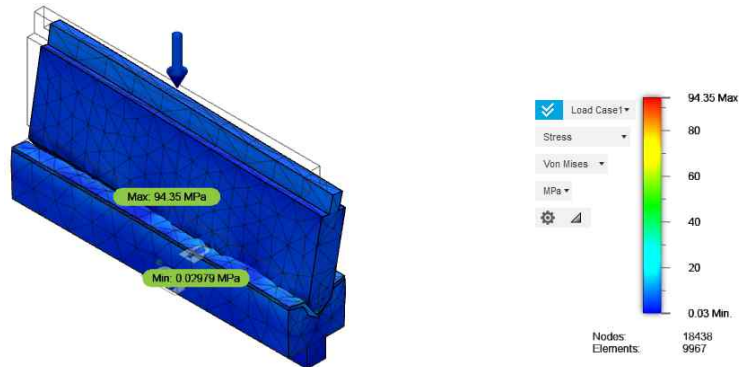 Max: 94.35 MPa
Min: 0.02979 MPa
Load Case1
Stress
Von Mises
MPa
94.35 Max
80
60
40
20
0.03 Min.
Nodes: 18438
Elements: 9967